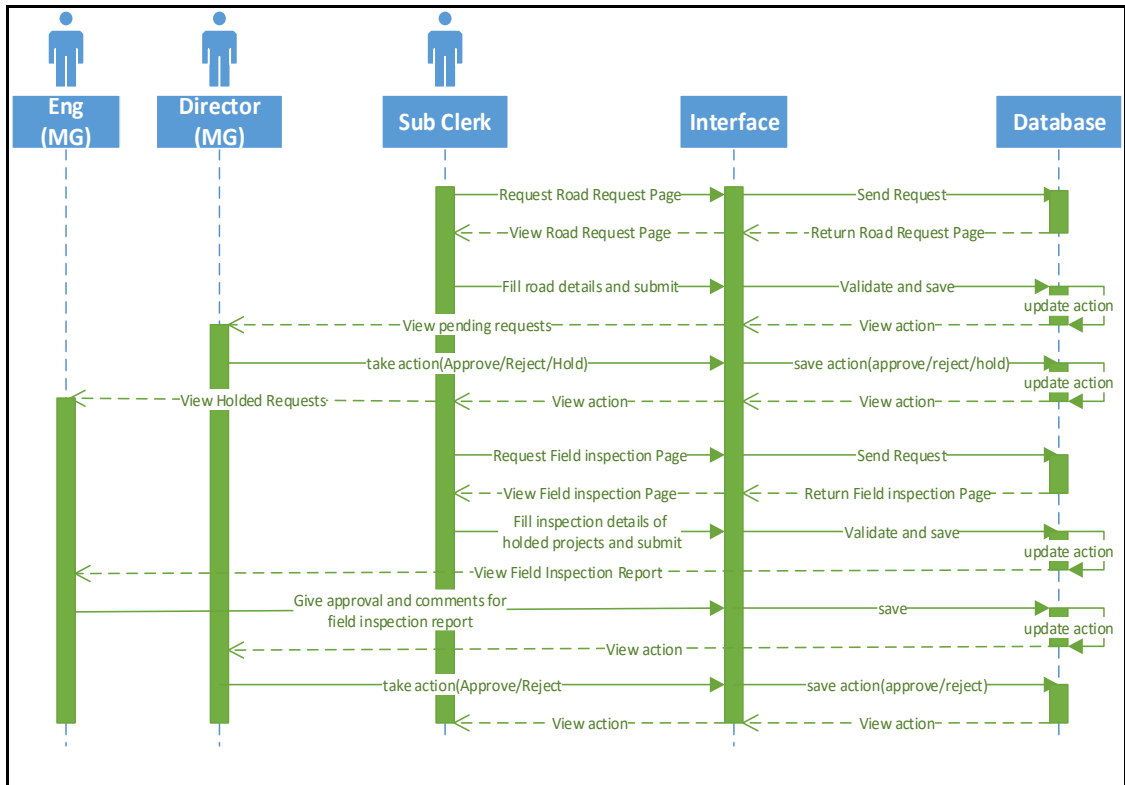 Eng
(MG)
Director
(MG)
Sub Clerk
Interface
Database
Request Road Request Page
Send Request
View Road Request Page
Return Road Request Page
Fill road details and submit
Validate and save
update action
View pending requests
View action
take action(Approve/Reject/Hold)
save action(approve/reject/hold)
update action
View Holded Requests
View action
View action
Request Field inspection Page
Send Request
View Field inspection Page
Return Field inspection Page
Fill inspection details of
holded projects and submit
Validate and save
update action
View Field Inspection Report
Give approval and comments for
field inspection report
save
update action
View action
take action(Approve/Reject
save action(approve/reject)
View action
View action